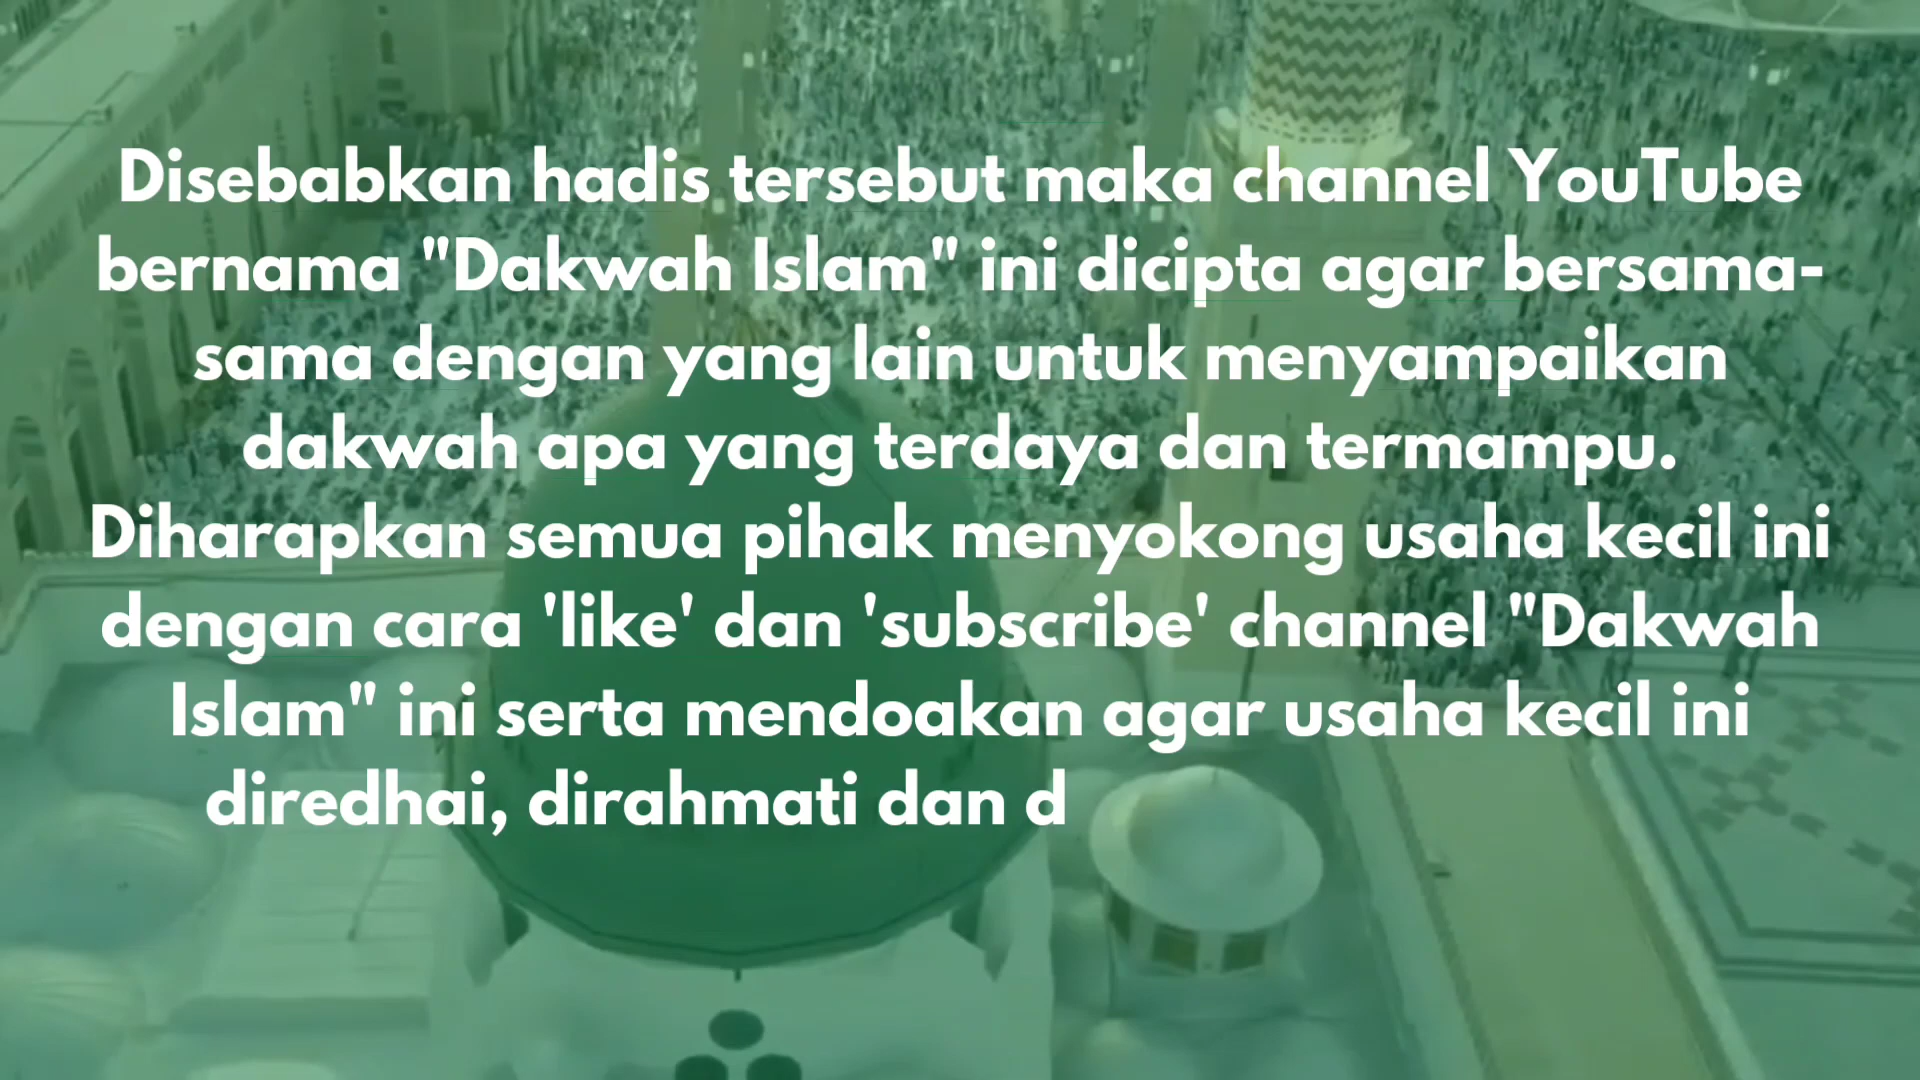 Disebabkan hadis tersebut maka channel YouTube
bernama "Dakwah Islam" ini dicipta agar bersama-
sama dengan yang lain untuk menyampaikan
dakwah apa yang terdaya dan termampu.
Diharapkan semua pihak menyokong usaha kecil ini
dengan cara 'like' dan 'subscribe' channel "Dakwah
Islam" ini serta mendoakan agar usaha kecil ini
diredhai, dirahmati dan d